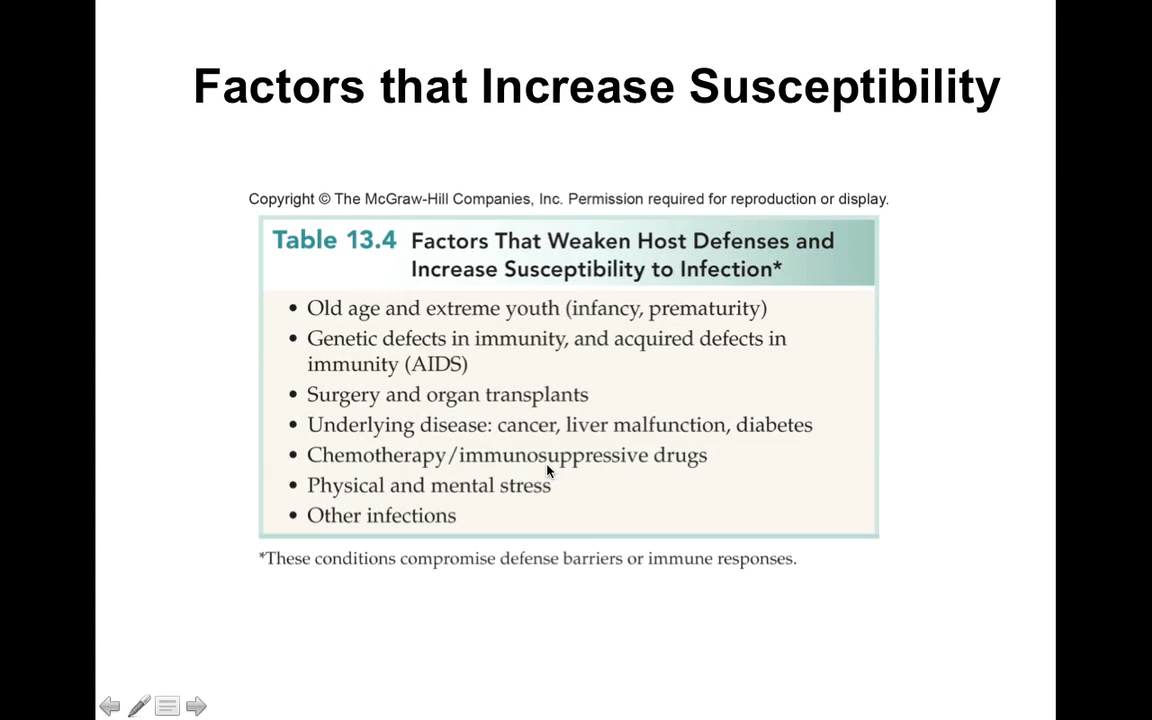 Factors that Increase Susceptibility
Copyright © The McGraw-Hill Companies, Inc. Permission required for reproduction or display.
Table 13.4 Factors That Weaken Host Defenses and
Increase Susceptibility to Infection*
• Old age and extreme youth (infancy, prematurity)
• Genetic defects in immunity, and acquired defects in
immunity (AIDS)
• Surgery and organ transplants
• Underlying disease: cancer, liver malfunction, diabetes
• Chemotherapy/immunosuppressive drugs
• Physical and mental stress
• Other infections
*These conditions compromise defense barriers or immune responses.